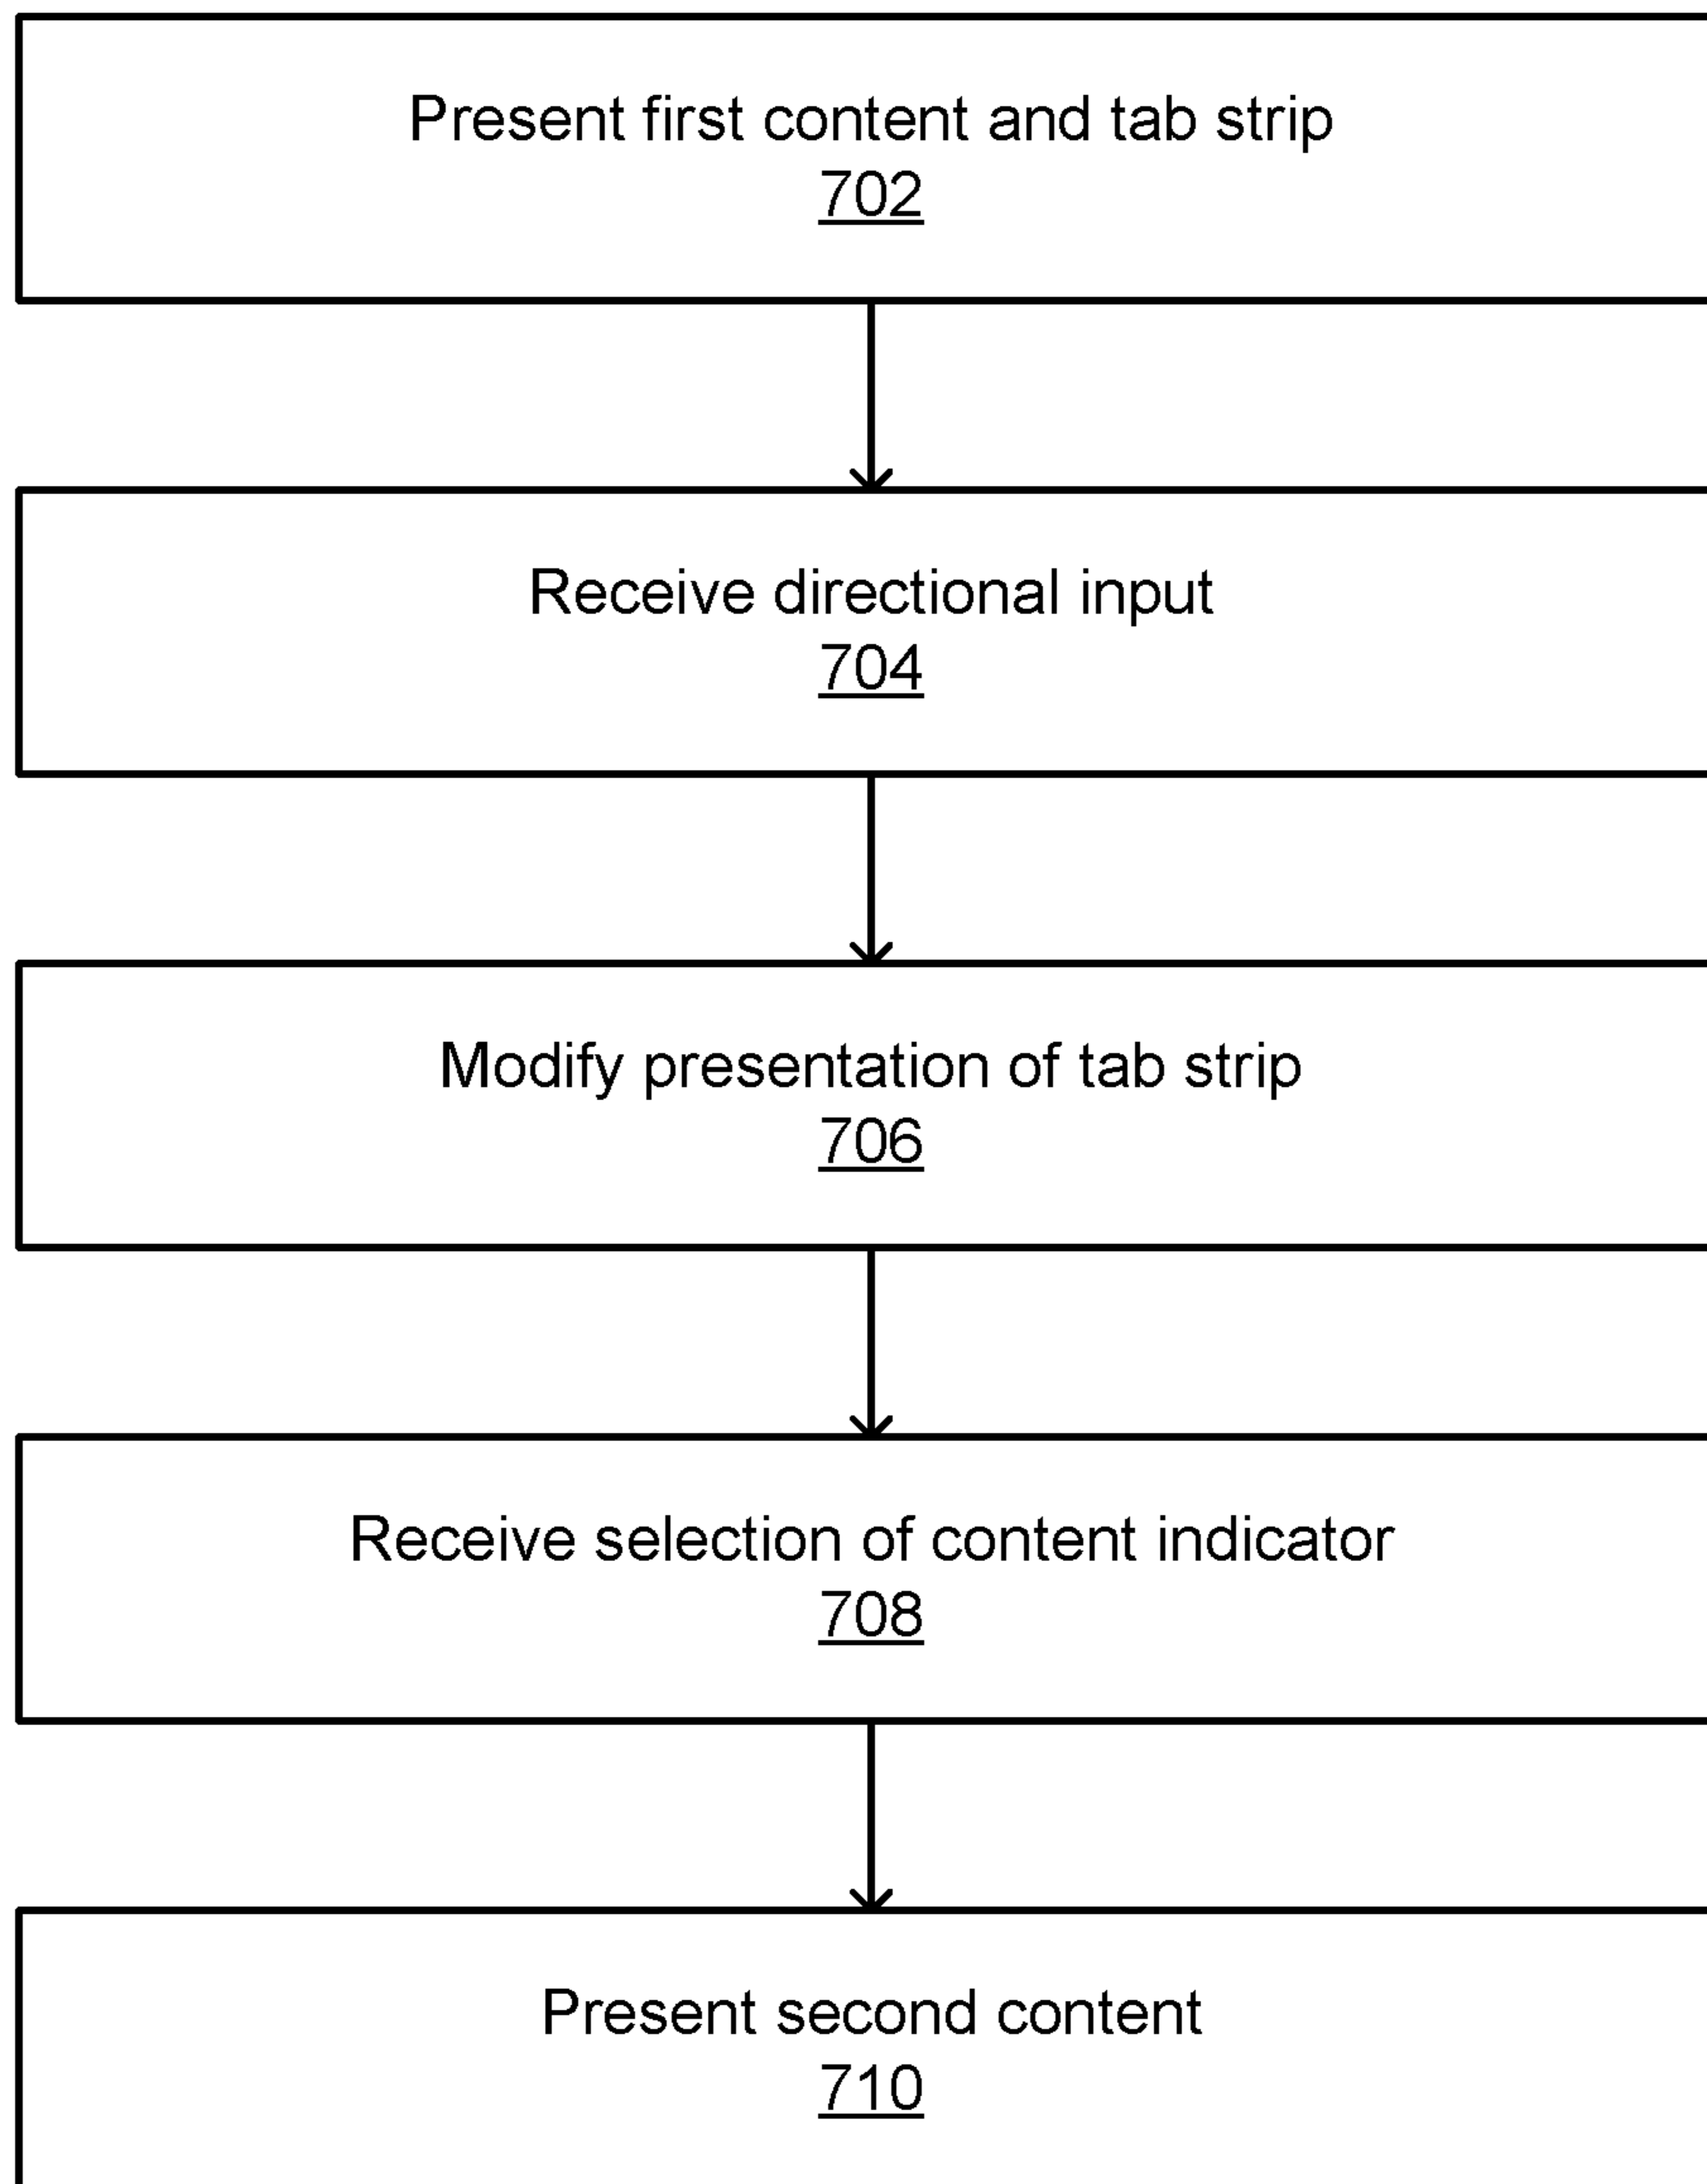 Present first content and tab strip
702
Receive directional input
704
Modify presentation of tab strip
706
Receive selection of content indicator
708
Present second content
710